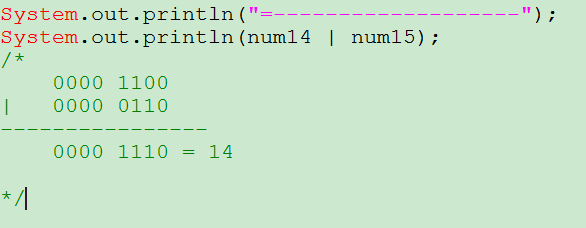 System.out.println("=-------------------");
System.out.println(num14 | num15);
/*
    0000 1100
|   0000 0110
----------------
    0000 1110 = 14
*/